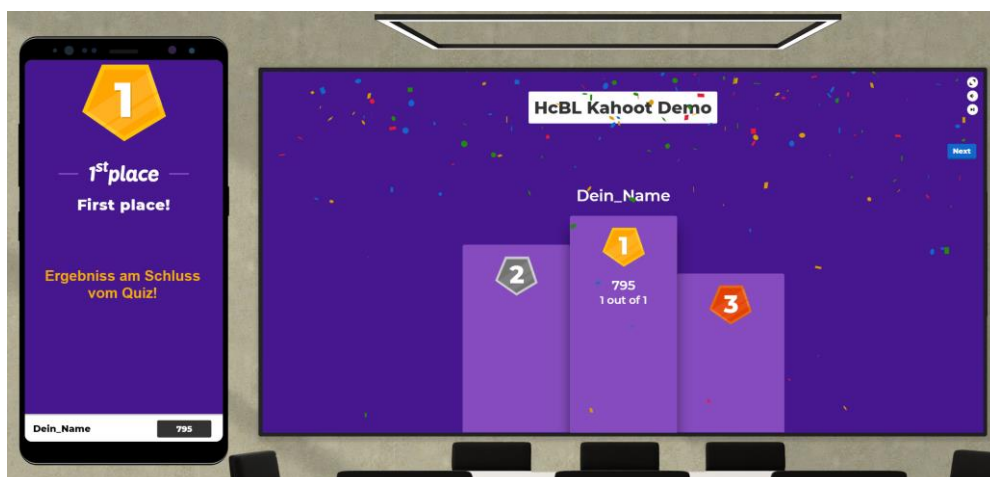 1
1st place
First place!
Ergebniss am Schluss
vom Quiz!
Dein_Name 795
HcBL Kahoot Demo
Next
Dein_Name
1
795
1 out of 1
2
3